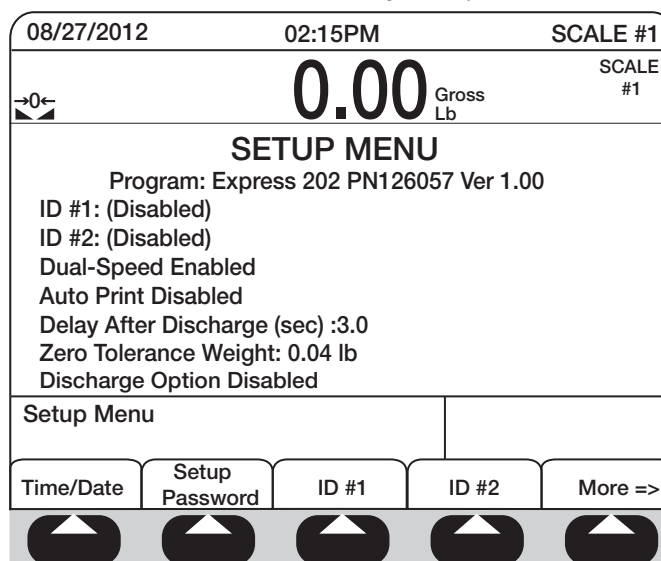 08/27/2012 02:15PM SCALE #1
→0← 0.00 Gross Lb SCALE #1
SETUP MENU
Program: Express 202 PN126057 Ver 1.00
ID #1: (Disabled)
ID #2: (Disabled)
Dual-Speed Enabled
Auto Print Disabled
Delay After Discharge (sec) :3.0
Zero Tolerance Weight: 0.04 lb
Discharge Option Disabled
Setup Menu
Time/Date Setup Password ID #1 ID #2 More =>